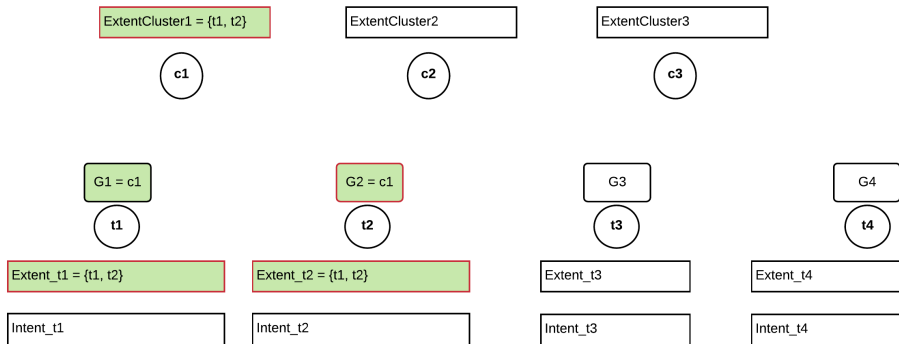 ExtentCluster1 = {t1, t2}
ExtentCluster2
ExtentCluster3
c1
c2
c3
G1 = c1
G2 = c1
G3
G4
t1
t2
t3
t4
Extent_t1 = {t1, t2}
Extent_t2 = {t1, t2}
Extent_t3
Extent_t4
Intent_t1
Intent_t2
Intent_t3
Intent_t4